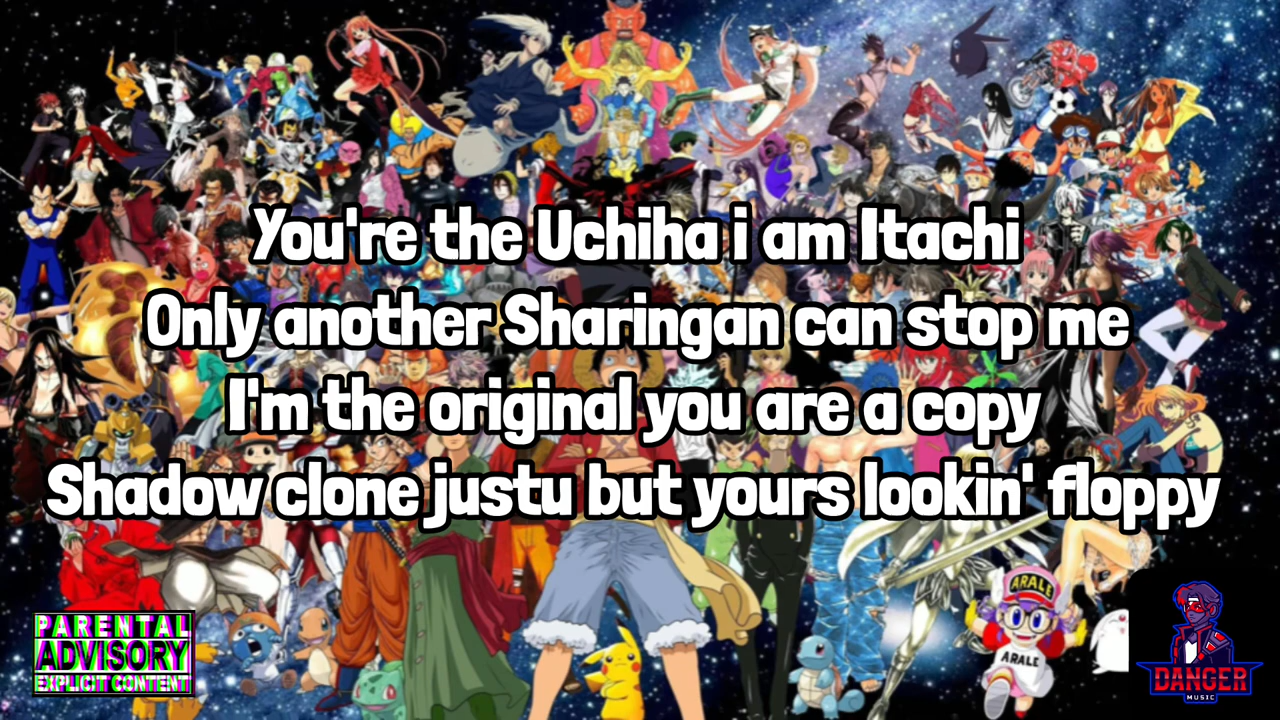 You're the Uchiha i am Itachi
Only another Sharingan can stop me
I'm the original you are a copy
Shadow clone justu but yours lookin' floppy
ARALE
ARALE
PARENTAL
ADVISORY
EXPLICIT CONTENT
DANGER
MUSIC